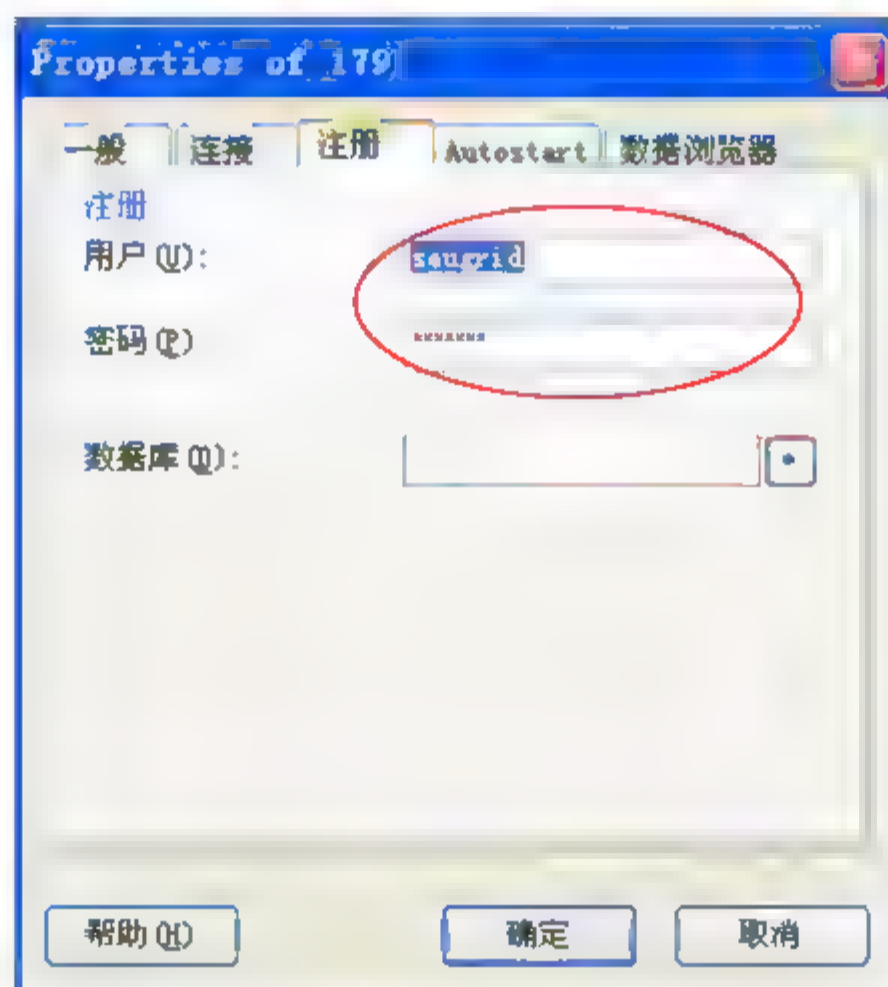 Properties of 179
一般 连接 注册 Autostart 数据浏览器
注册
用户(U): seugrid
密码(P) *******
数据库(D):
帮助(H) 确定 取消